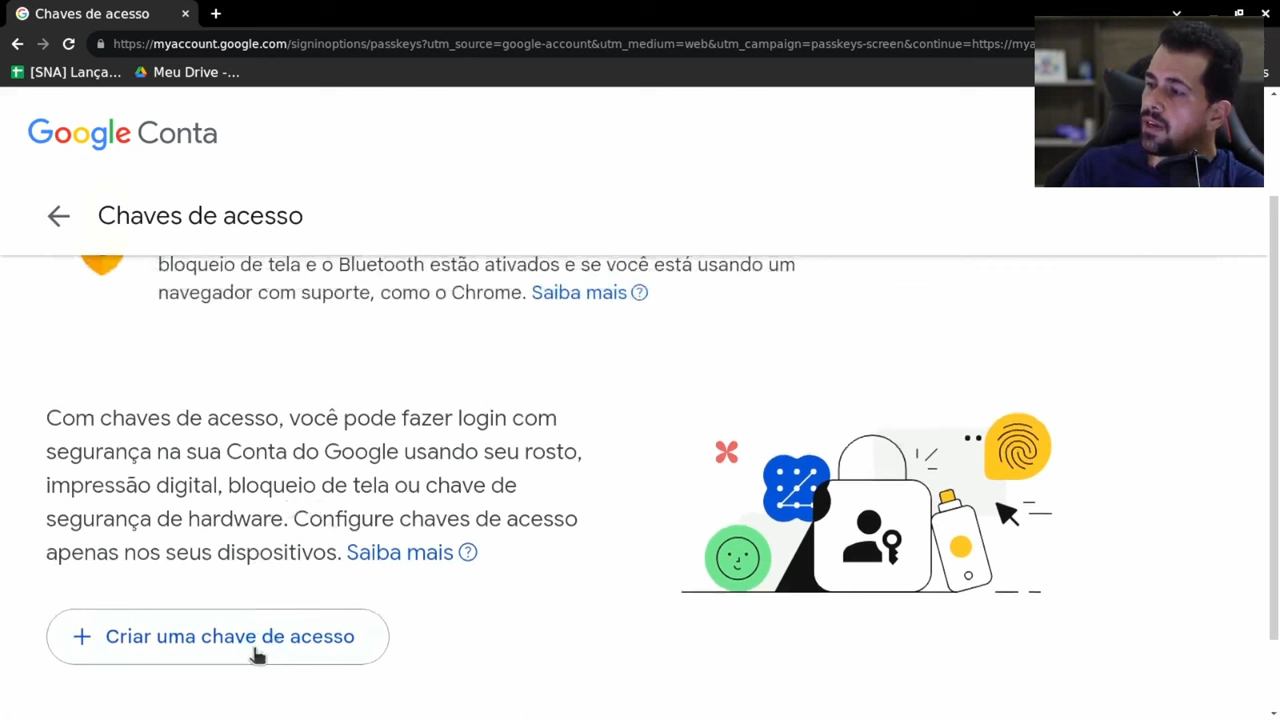 Chaves de acesso
https://myaccount.google.com/signinoptions/passkeys?utm_source=google-account&utm_medium=web&utm_campaign=passkeys-screen&continue=https://mya
[SNA] Lança...
Meu Drive -...
Google Conta
Chaves de acesso
bloqueio de tela e o Bluetooth estão ativados e se você está usando um
navegador com suporte, como o Chrome. Saiba mais
Com chaves de acesso, você pode fazer login com
segurança na sua Conta do Google usando seu rosto,
impressão digital, bloqueio de tela ou chave de
segurança de hardware. Configure chaves de acesso
apenas nos seus dispositivos. Saiba mais
+ Criar uma chave de acesso